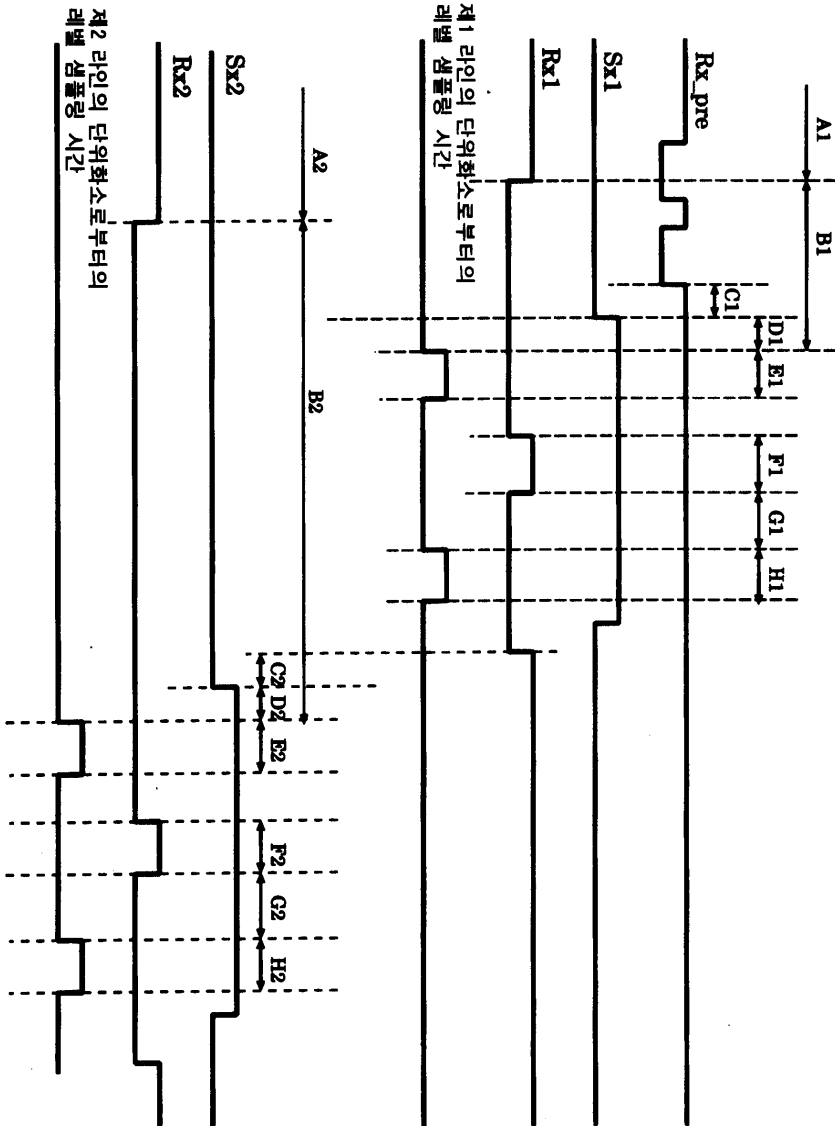 A1
B1
Rx_pre
C1
D1
E1
F1
G1
H1
Sx1
Rx1
제1 라인의 단위화소로부터의
레벨 샘플링 시간
A2
B2
Sx2
C2
D2
E2
F2
G2
H2
Rx2
제2 라인의 단위화소로부터의
레벨 샘플링 시간